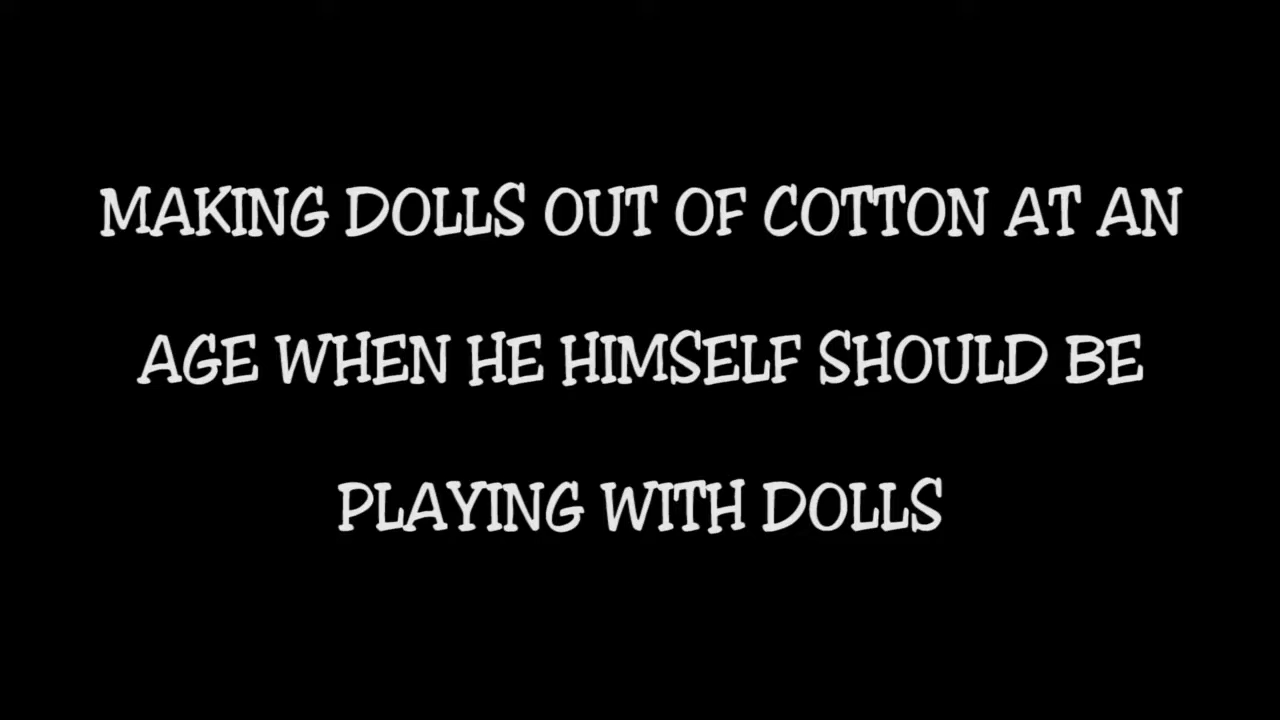 MAKING DOLLS OUT OF COTTON AT AN
AGE WHEN HE HIMSELF SHOULD BE
PLAYING WITH DOLLS